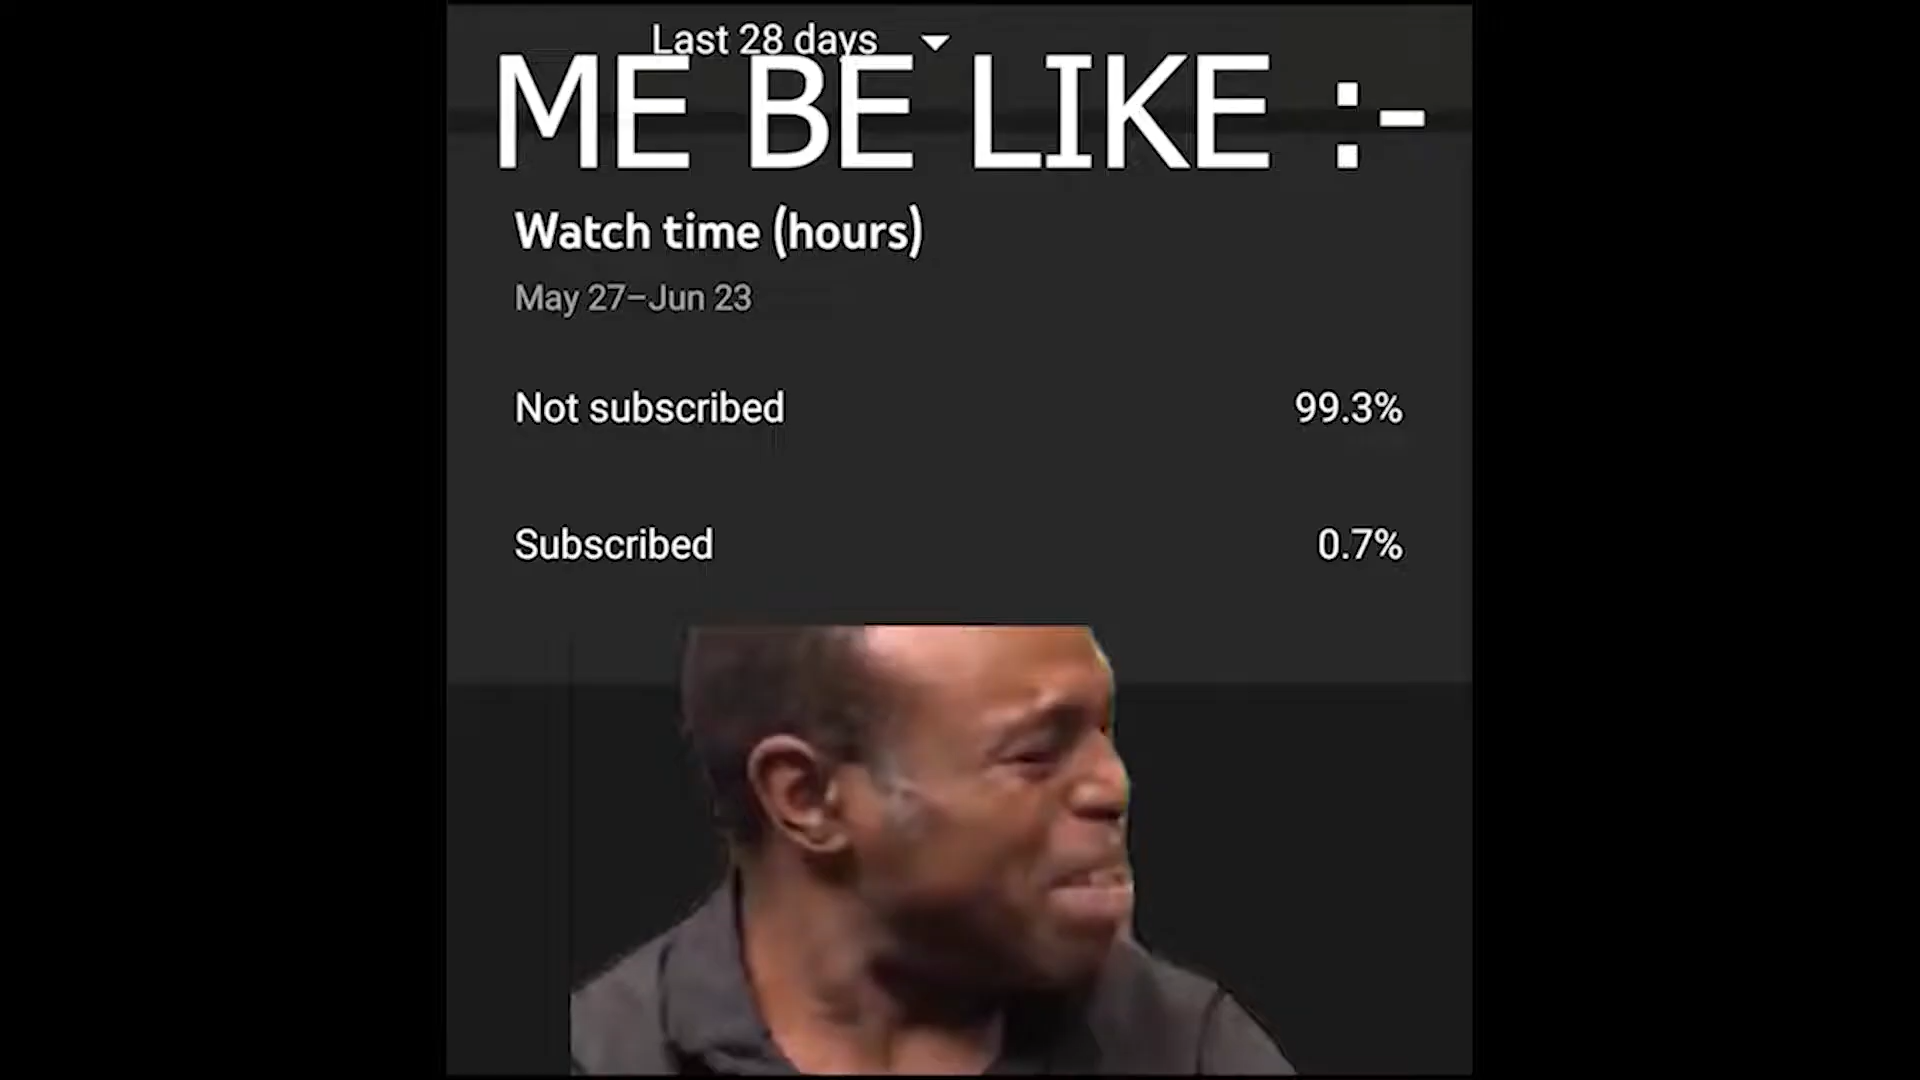 Last 28 days
ME BE LIKE :-
Watch time (hours)
May 27–Jun 23
Not subscribed 99.3%
Subscribed 0.7%